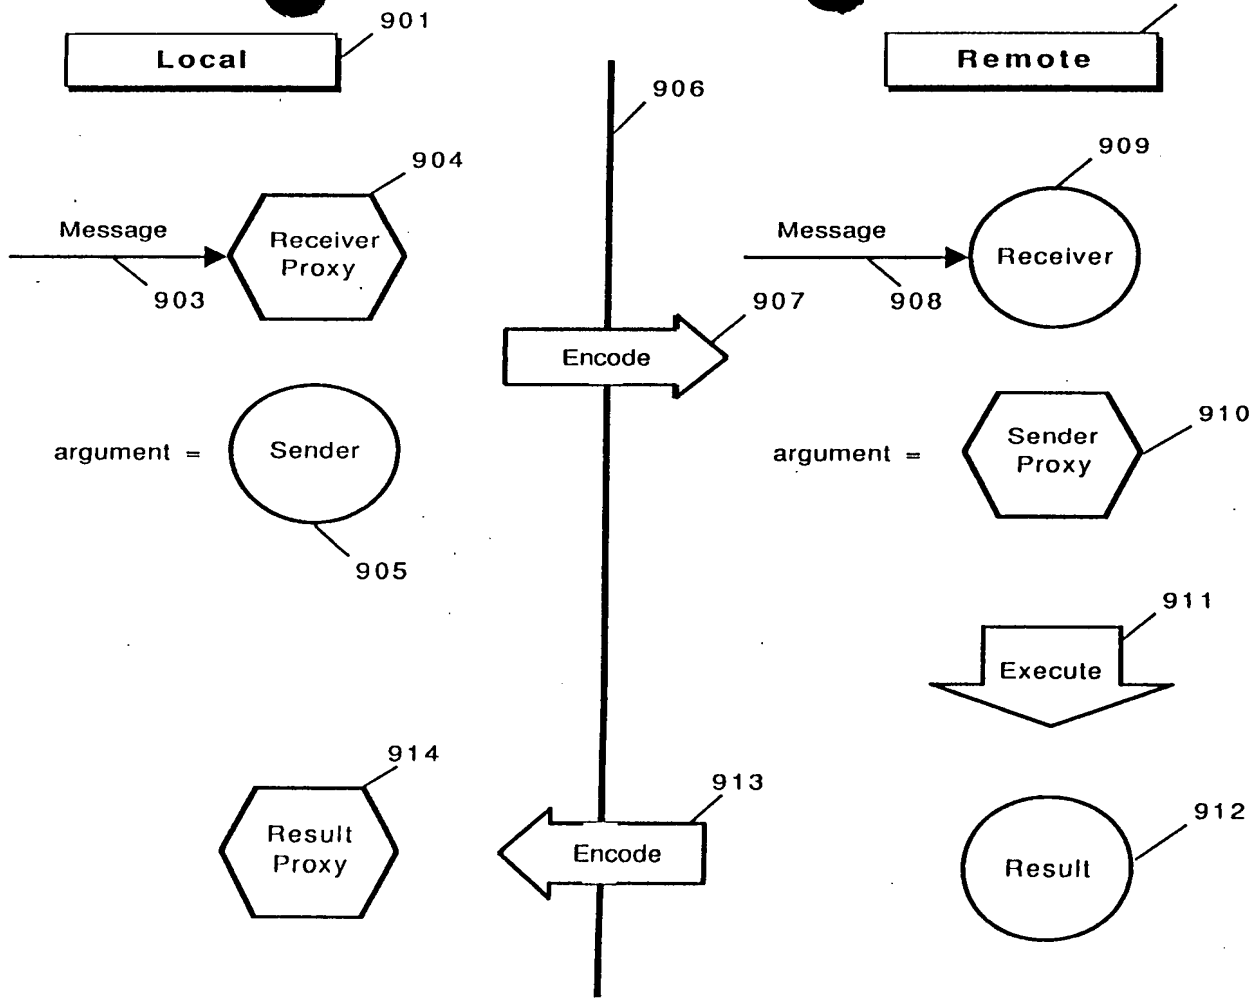 901
Local
Remote
906
904
909
Message
Receiver
Proxy
903
Message
Receiver
908
907
Encode
argument =
Sender
905
argument =
Sender
Proxy
910
911
Execute
914
Result
Proxy
913
Encode
912
Result